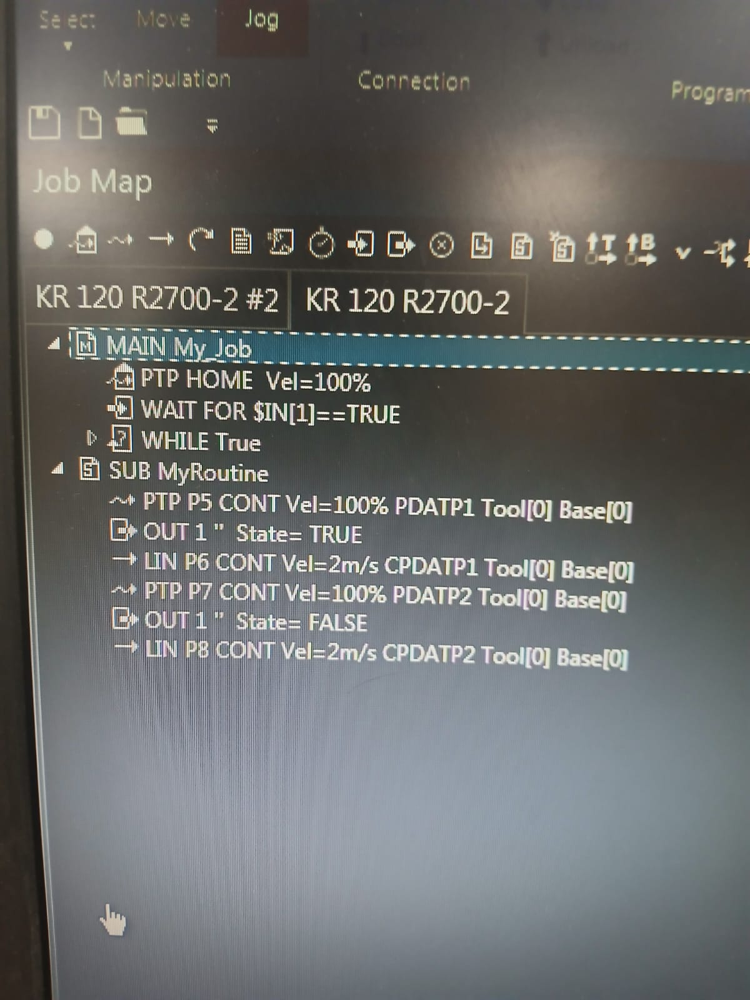 Select Move Jog
Manipulation Connection Program
Job Map
KR 120 R2700-2 #2 KR 120 R2700-2
MAIN My_Job
PTP HOME Vel=100%
WAIT FOR $IN[1]==TRUE
WHILE True
SUB MyRoutine
PTP P5 CONT Vel=100% PDATP1 Tool[0] Base[0]
OUT 1 '' State= TRUE
LIN P6 CONT Vel=2m/s CPDATP1 Tool[0] Base[0]
PTP P7 CONT Vel=100% PDATP2 Tool[0] Base[0]
OUT 1 '' State= FALSE
LIN P8 CONT Vel=2m/s CPDATP2 Tool[0] Base[0]